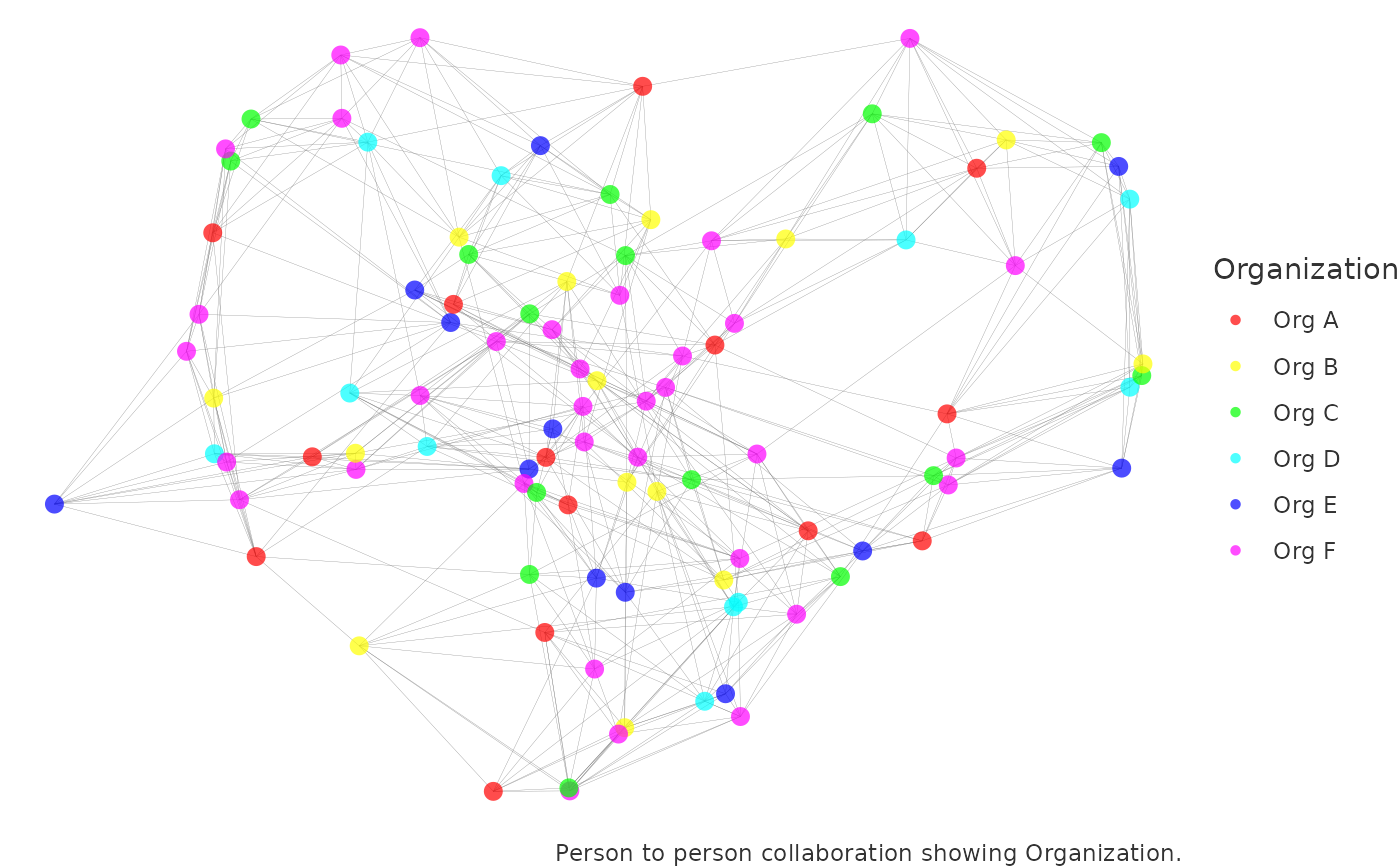 Organization
Org A
Org B
Org C
Org D
Org E
Org F
Person to person collaboration showing Organization.